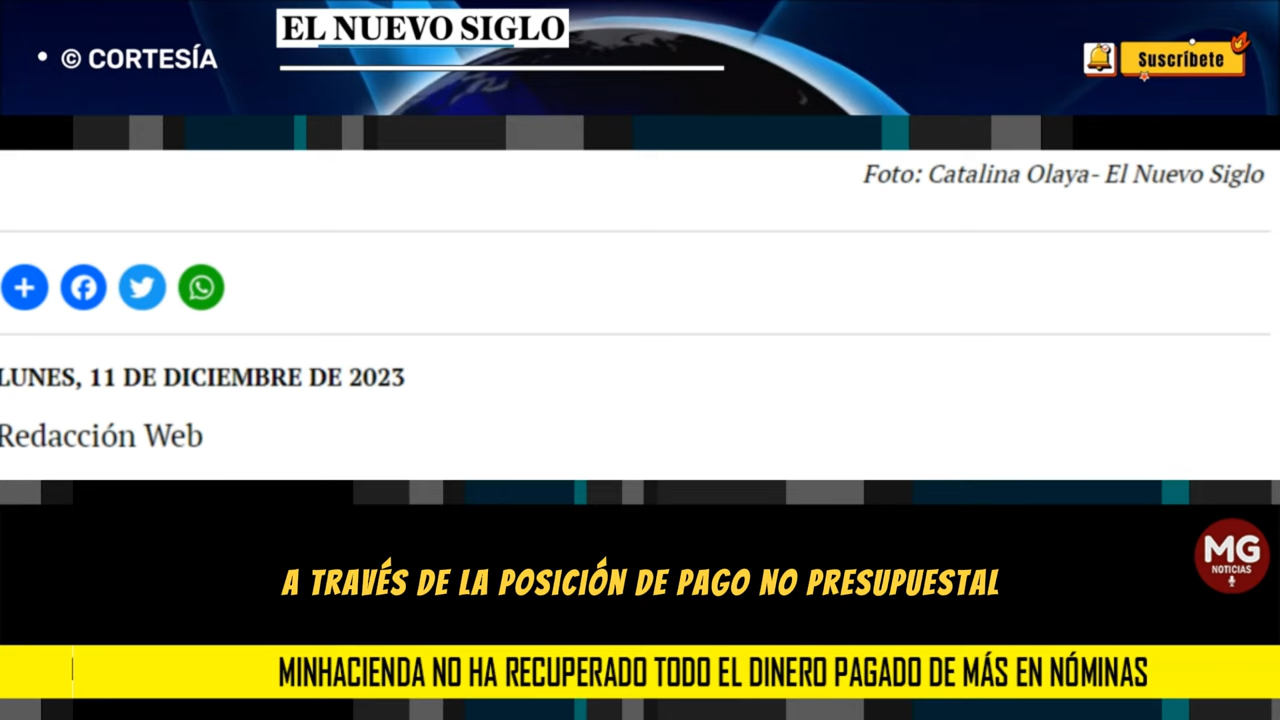 EL NUEVO SIGLO
• © CORTESÍA
Suscríbete
Foto: Catalina Olaya- El Nuevo Siglo
LUNES, 11 DE DICIEMBRE DE 2023
Redacción Web
MG
NOTICIAS
A TRAVÉS DE LA POSICIÓN DE PAGO NO PRESUPUESTAL
MINHACIENDA NO HA RECUPERADO TODO EL DINERO PAGADO DE MÁS EN NÓMINAS